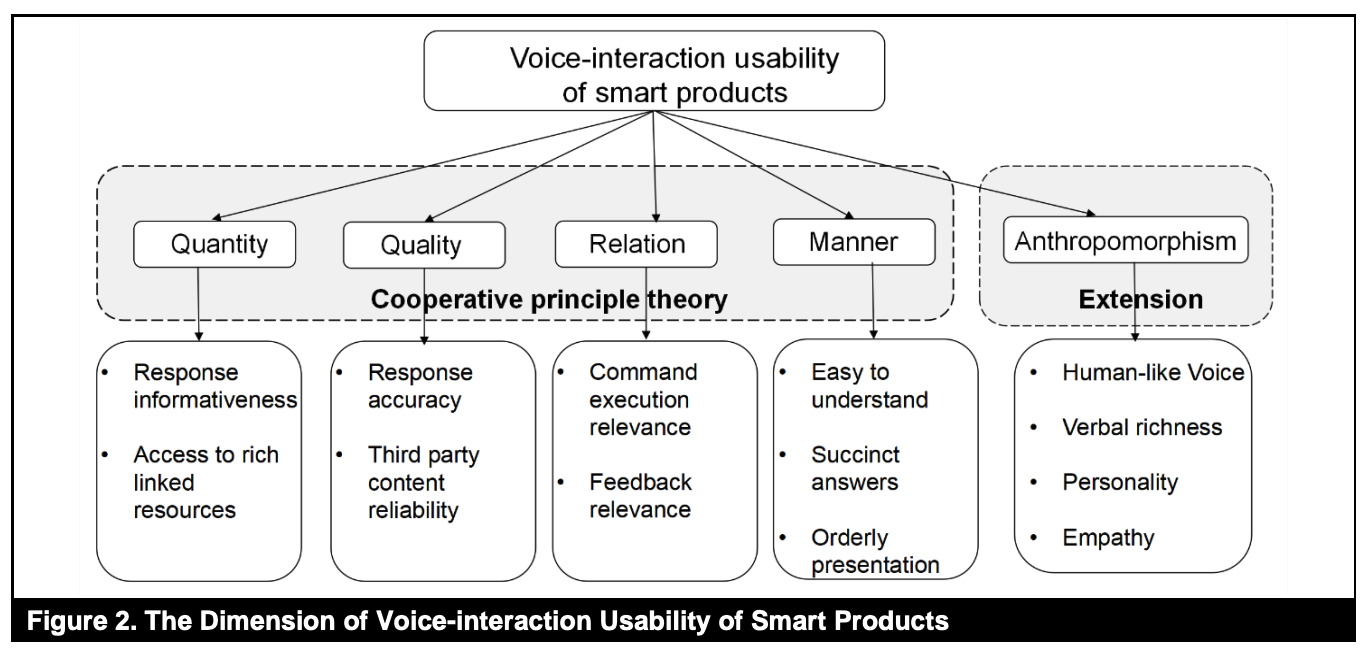 Voice-interaction usability
of smart products
Quantity
Quality
Relation
Manner
Anthropomorphism
Cooperative principle theory
Extension
• Response
informativeness
• Access to rich
linked
resources
• Response
accuracy
• Third party
content
reliability
• Command
execution
relevance
• Feedback
relevance
• Easy to
understand
• Succinct
answers
• Orderly
presentation
• Human-like Voice
• Verbal richness
• Personality
• Empathy
Figure 2. The Dimension of Voice-interaction Usability of Smart Products